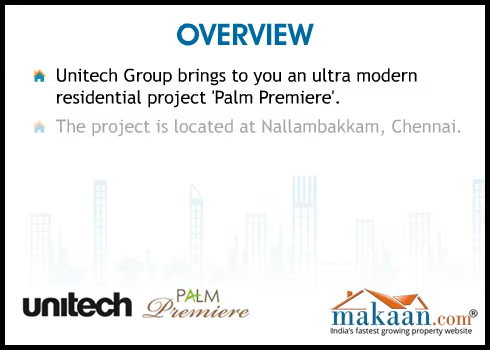 OVERVIEW
Unitech Group brings to you an ultra modern
residential project 'Palm Premiere'.
The project is located at Nallambakkam, Chennai.
unitech
PALM
Premiere
makaan.com®
India's fastest growing property website